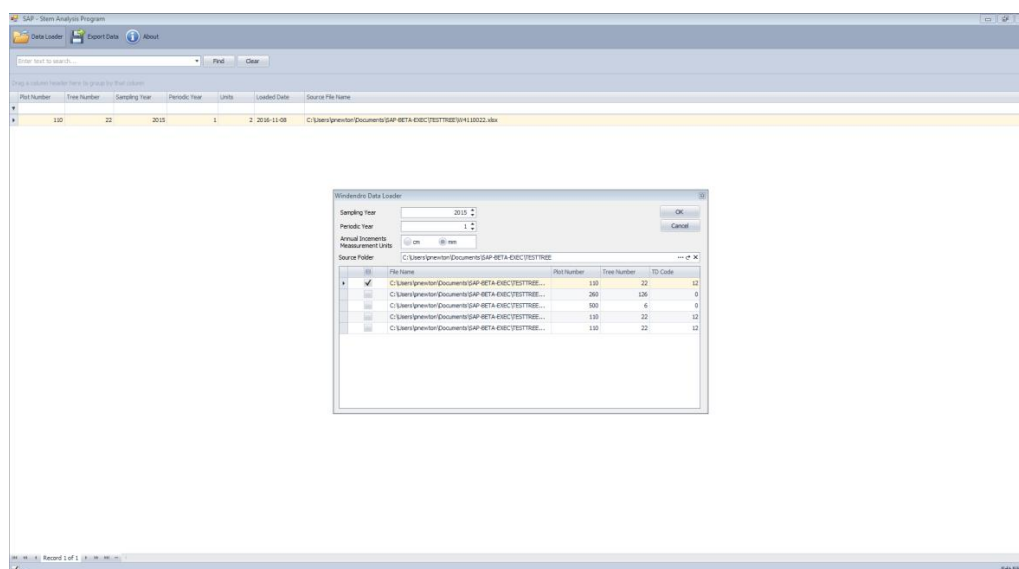 SAP - Stem Analysis Program
Data Loader Export Data About
Enter text to search... Find Clear
Drag a column header here to group by that column
Plot Number Tree Number Sampling Year Periodic Year Units Loaded Date Source File Name
110 22 2015 1 2 2016-11-08 C:\Users\pnewton\Documents\SAP-BETA-EXEC\TESTTREE\W4110022.xlsx
Windendro Data Loader
Sampling Year 2015 OK
Periodic Year 1 Cancel
Annual Incements
Meassurement Units cm mm
Source Folder C:\Users\pnewton\Documents\SAP-BETA-EXEC\TESTTREE
File Name Plot Number Tree Number TD Code
C:\Users\pnewton\Documents\SAP-BETA-EXEC\TESTTREE... 110 22 12
C:\Users\pnewton\Documents\SAP-BETA-EXEC\TESTTREE... 260 126 0
C:\Users\pnewton\Documents\SAP-BETA-EXEC\TESTTREE... 500 6 0
C:\Users\pnewton\Documents\SAP-BETA-EXEC\TESTTREE... 110 22 12
C:\Users\pnewton\Documents\SAP-BETA-EXEC\TESTTREE... 110 22 12
Record 1 of 1